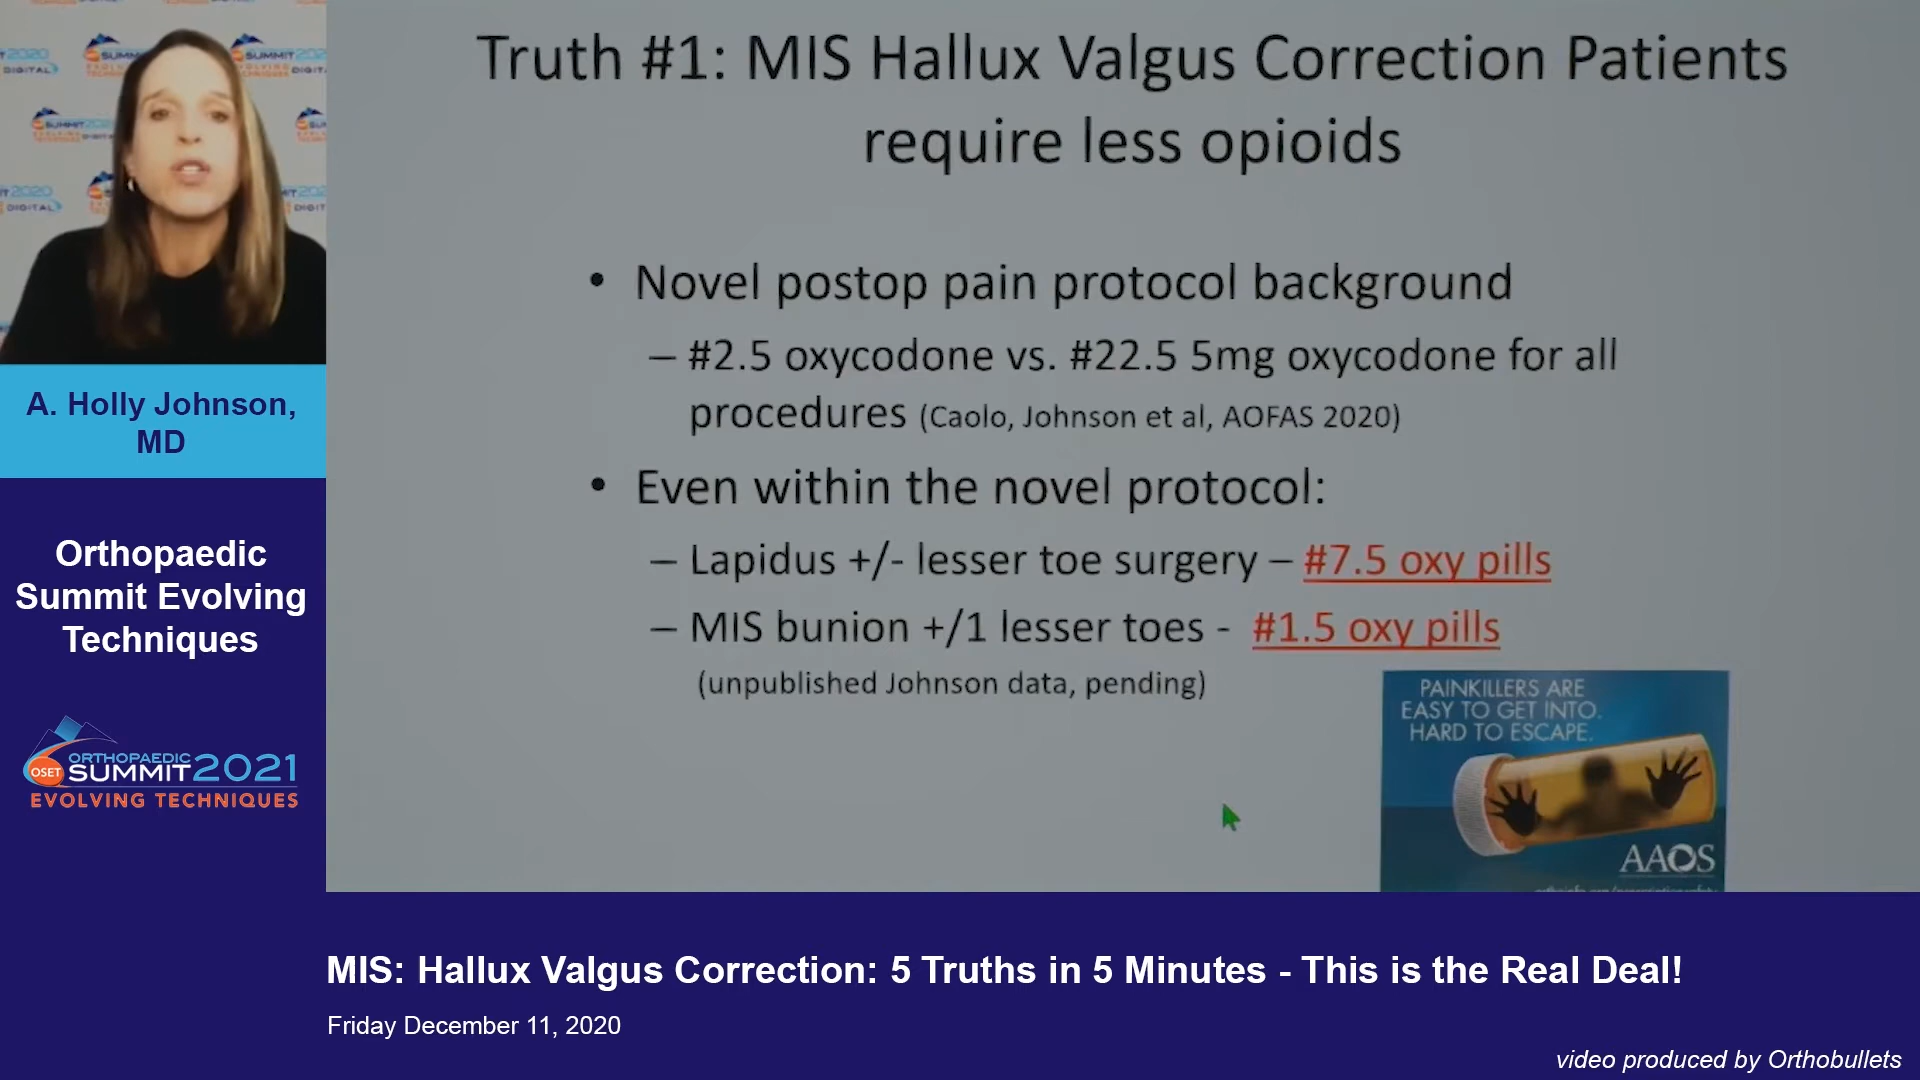 Truth #1: MIS Hallux Valgus Correction Patients
require less opioids
• Novel postop pain protocol background
– #2.5 oxycodone vs. #22.5 5mg oxycodone for all
procedures (Caolo, Johnson et al, AOFAS 2020)
• Even within the novel protocol:
– Lapidus +/- lesser toe surgery – #7.5 oxy pills
– MIS bunion +/1 lesser toes - #1.5 oxy pills
(unpublished Johnson data, pending)
PAINKILLERS ARE
EASY TO GET INTO.
HARD TO ESCAPE.
AAOS
A. Holly Johnson,
MD
Orthopaedic
Summit Evolving
Techniques
OSET
ORTHOPAEDIC
SUMMIT 2021
EVOLVING TECHNIQUES
MIS: Hallux Valgus Correction: 5 Truths in 5 Minutes - This is the Real Deal!
Friday December 11, 2020
video produced by Orthobullets